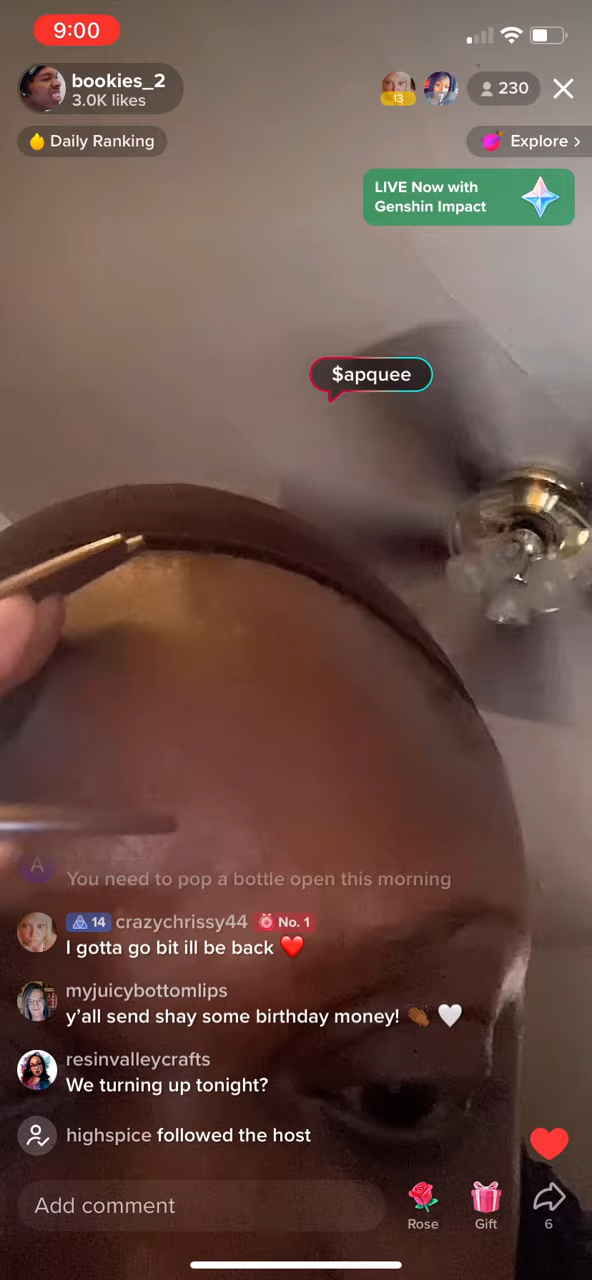 9:00
bookies_2
3.0K likes
13
7
230
Daily Ranking
Explore >
LIVE Now with
Genshin Impact
$apquee
A
You need to pop a bottle open this morning
14 crazychrissy44 No. 1
I gotta go bit ill be back ❤️
myjuicybottomlips
y'all send shay some birthday money! 👏🏾 🤍
resinvalleycrafts
We turning up tonight?
highspice followed the host
Add comment
Rose
Gift
6